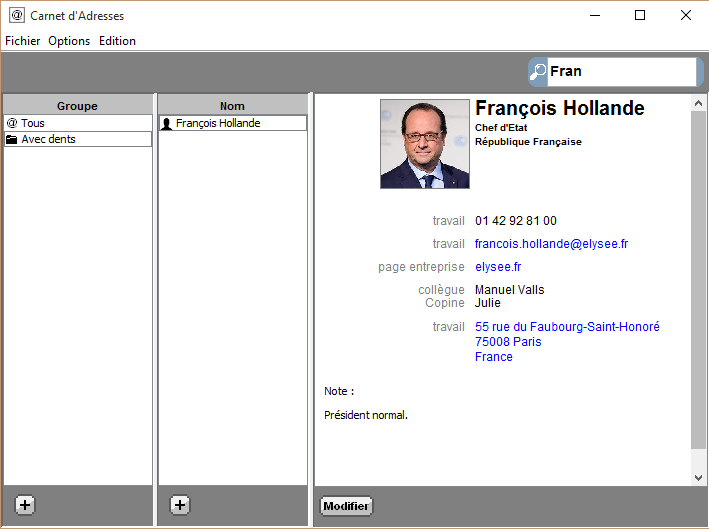 Carnet d'Adresses
Fichier Options Edition
Fran
Groupe
@ Tous
Avec dents
Nom
François Hollande
François Hollande
Chef d'Etat
République Française
travail 01 42 92 81 00
travail francois.hollande@elysee.fr
page entreprise elysee.fr
collègue Manuel Valls
Copine Julie
travail 55 rue du Faubourg-Saint-Honoré
75008 Paris
France
Note :
Président normal.
+ + Modifier